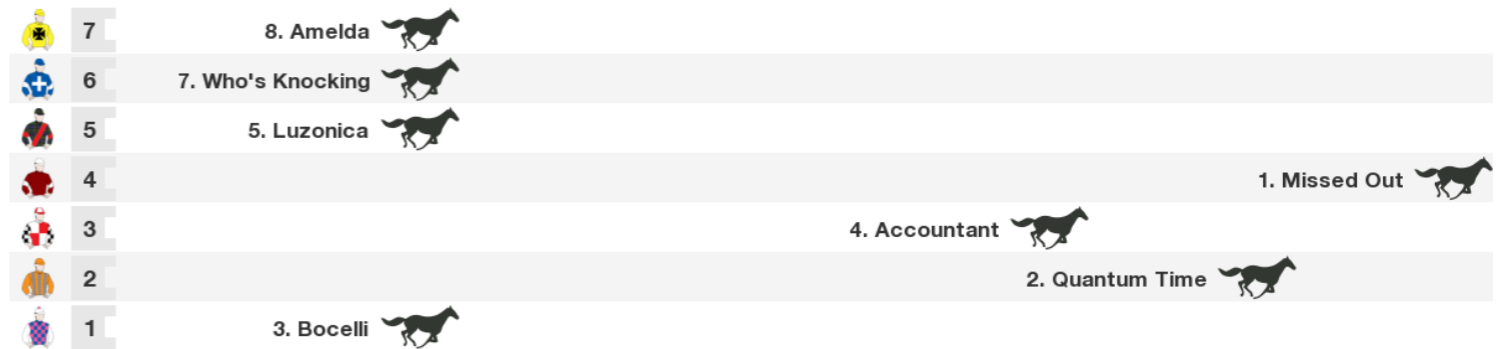 7 8. Amelda
6 7. Who's Knocking
5 5. Luzonica
4 1. Missed Out
3 4. Accountant
2 2. Quantum Time
1 3. Bocelli